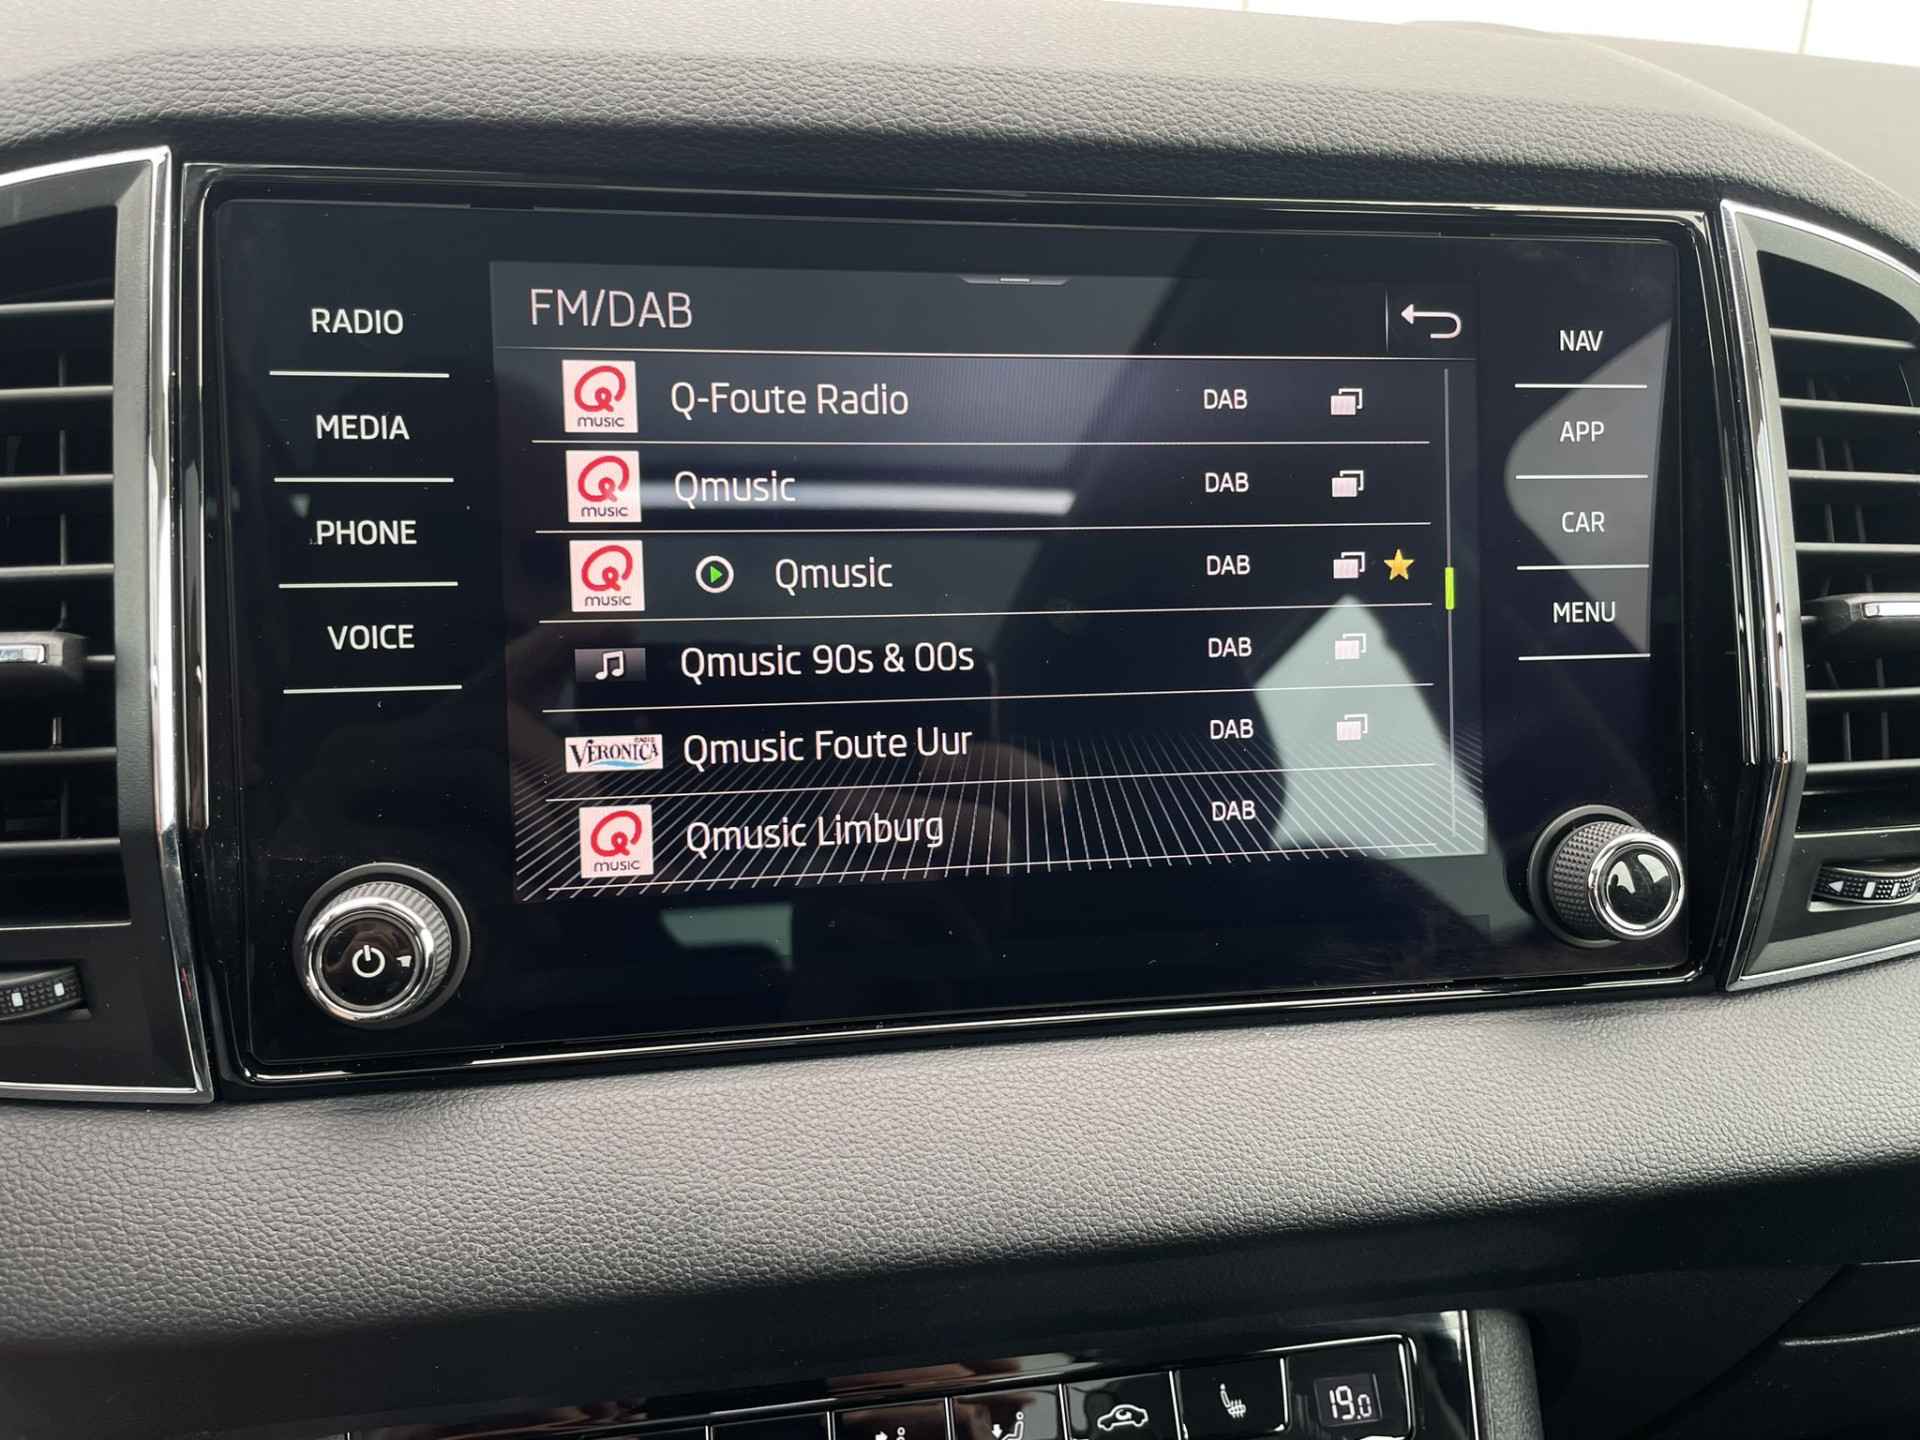 FM/DAB
RADIO
MEDIA
PHONE
VOICE
Q music Q-Foute Radio DAB
Q music Qmusic DAB
Q music Qmusic DAB
Qmusic 90s & 00s DAB
RADIO VERONICA Qmusic Foute Uur DAB
Q music Qmusic Limburg DAB
NAV
APP
CAR
MENU
19.0